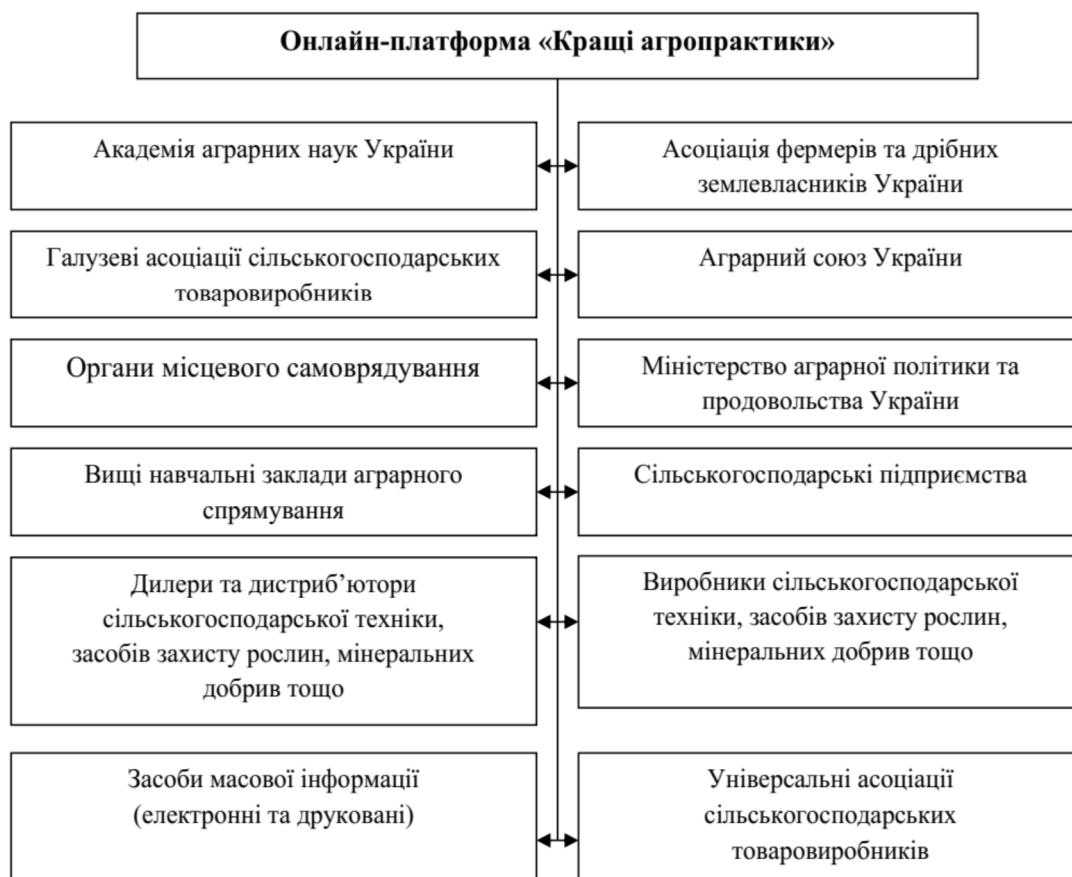 Онлайн-платформа «Кращі агропрактики»
Академія аграрних наук України
Асоціація фермерів та дрібних
землевласників України
Галузеві асоціації сільськогосподарських
товаровиробників
Аграрний союз України
Органи місцевого самоврядування
Міністерство аграрної політики та
продовольства України
Вищі навчальні заклади аграрного
спрямування
Сільськогосподарські підприємства
Дилери та дистриб’ютори
сільськогосподарської техніки,
засобів захисту рослин, мінеральних
добрив тощо
Виробники сільськогосподарської
техніки, засобів захисту рослин,
мінеральних добрив тощо
Засоби масової інформації
(електронні та друковані)
Універсальні асоціації
сільськогосподарських
товаровиробників